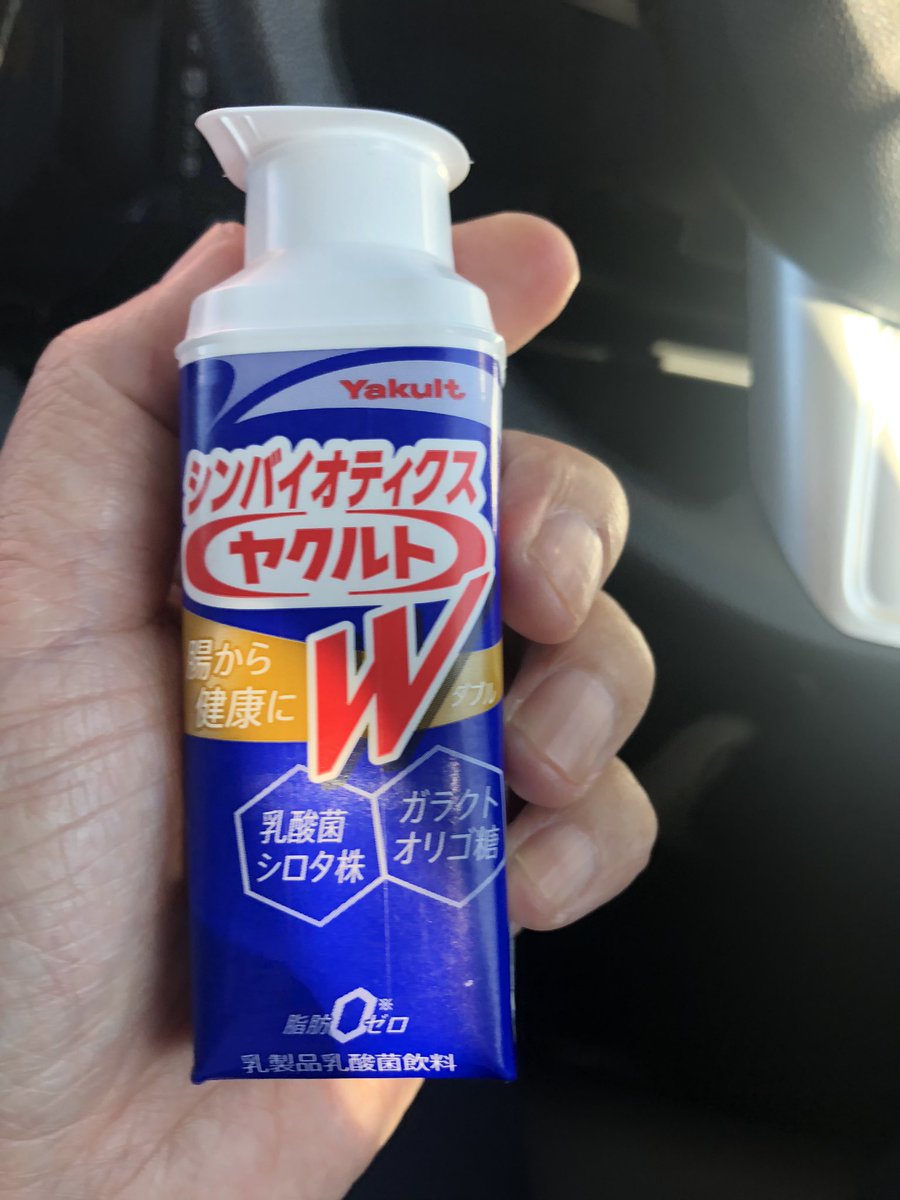 Yakult
シンバイオティクス
ヤクルト
W
ダブル
腸から
健康に
乳酸菌
シロタ株
ガラクト
オリゴ糖
脂肪0※ゼロ
乳製品乳酸菌飲料